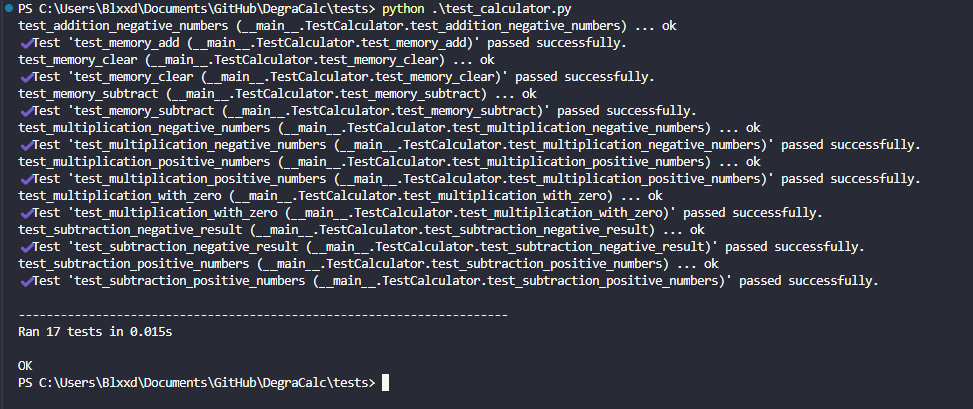 PS C:\Users\Blxxd\Documents\GitHub\DegraCalc\tests> python .\test_calculator.py
test_addition_negative_numbers (__main__.TestCalculator.test_addition_negative_numbers) ... ok
✔Test 'test_memory_add (__main__.TestCalculator.test_memory_add)' passed successfully.
test_memory_clear (__main__.TestCalculator.test_memory_clear) ... ok
✔Test 'test_memory_clear (__main__.TestCalculator.test_memory_clear)' passed successfully.
test_memory_subtract (__main__.TestCalculator.test_memory_subtract) ... ok
✔Test 'test_memory_subtract (__main__.TestCalculator.test_memory_subtract)' passed successfully.
test_multiplication_negative_numbers (__main__.TestCalculator.test_multiplication_negative_numbers) ... ok
✔Test 'test_multiplication_negative_numbers (__main__.TestCalculator.test_multiplication_negative_numbers)' passed successfully.
test_multiplication_positive_numbers (__main__.TestCalculator.test_multiplication_positive_numbers) ... ok
✔Test 'test_multiplication_positive_numbers (__main__.TestCalculator.test_multiplication_positive_numbers)' passed successfully.
test_multiplication_with_zero (__main__.TestCalculator.test_multiplication_with_zero) ... ok
✔Test 'test_multiplication_with_zero (__main__.TestCalculator.test_multiplication_with_zero)' passed successfully.
test_subtraction_negative_result (__main__.TestCalculator.test_subtraction_negative_result) ... ok
✔Test 'test_subtraction_negative_result (__main__.TestCalculator.test_subtraction_negative_result)' passed successfully.
test_subtraction_positive_numbers (__main__.TestCalculator.test_subtraction_positive_numbers) ... ok
✔Test 'test_subtraction_positive_numbers (__main__.TestCalculator.test_subtraction_positive_numbers)' passed successfully.
----------------------------------------------------------------------
Ran 17 tests in 0.015s
OK
PS C:\Users\Blxxd\Documents\GitHub\DegraCalc\tests>